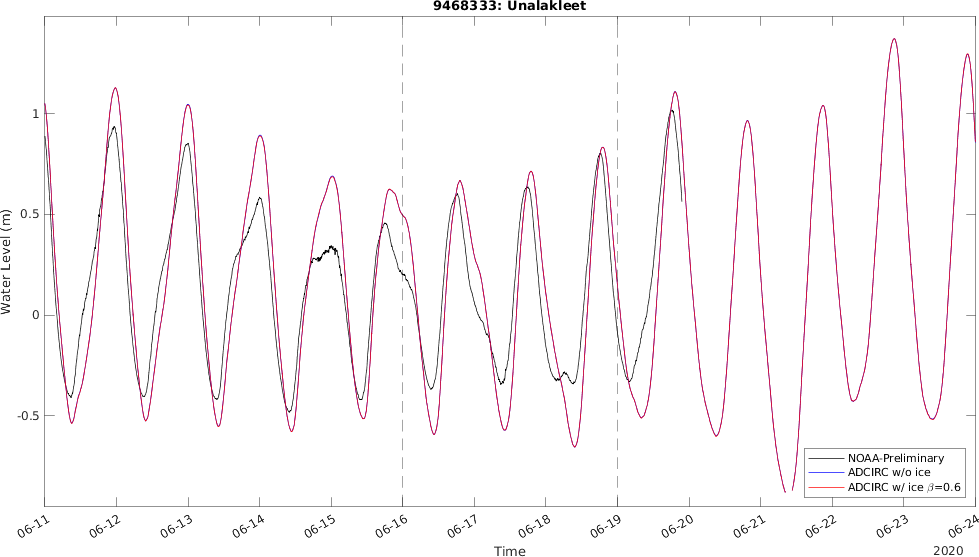 9468333: Unalakleet
Water Level (m)
1
0.5
0
-0.5
NOAA-Preliminary
ADCIRC w/o ice
ADCIRC w/ ice β=0.6
06-11 06-12 06-13 06-14 06-15 06-16 06-17 06-18 06-19 06-20 06-21 06-22 06-23 06-24
Time
2020